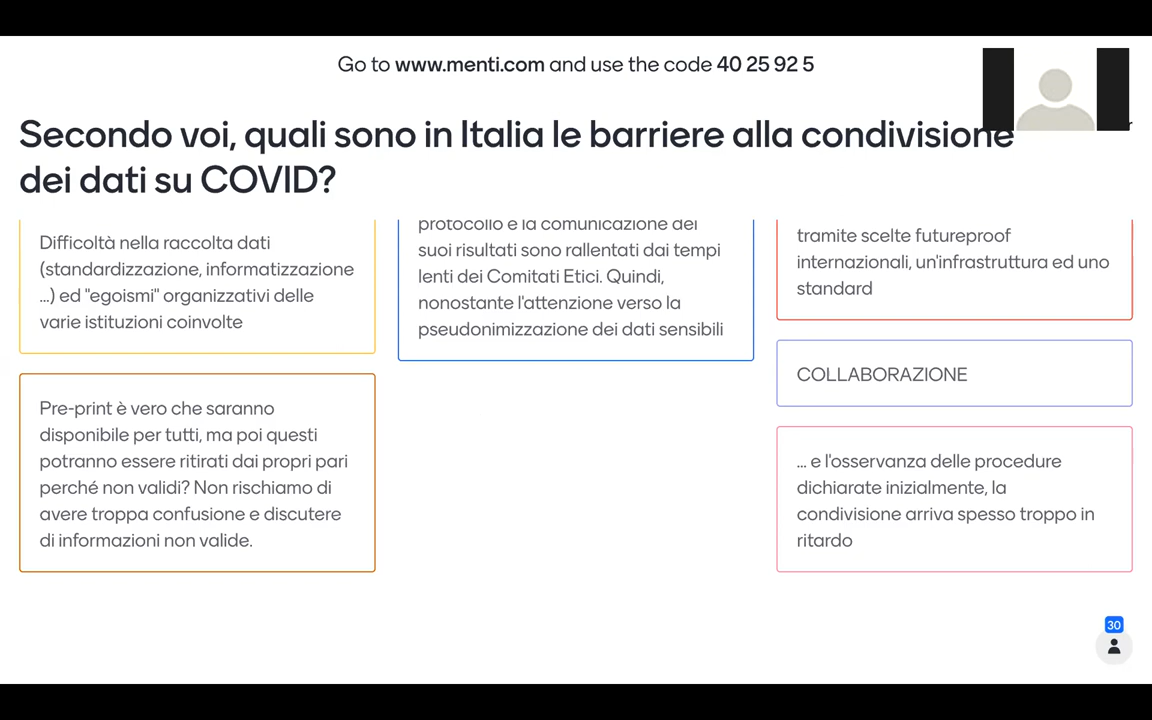 Go to www.menti.com and use the code 40 25 92 5
Secondo voi, quali sono in Italia le barriere alla condivisione
dei dati su COVID?
Difficoltà nella raccolta dati
(standardizzazione, informatizzazione
...) ed "egoismi" organizzativi delle
varie istituzioni coinvolte
Pre-print è vero che saranno
disponibile per tutti, ma poi questi
potranno essere ritirati dai propri pari
perché non validi? Non rischiamo di
avere troppa confusione e discutere
di informazioni non valide.
protocollo e la comunicazione dei
suoi risultati sono rallentati dai tempi
lenti dei Comitati Etici. Quindi,
nonostante l'attenzione verso la
pseudonimizzazione dei dati sensibili
tramite scelte futureproof
internazionali, un'infrastruttura ed uno
standard
COLLABORAZIONE
... e l'osservanza delle procedure
dichiarate inizialmente, la
condivisione arriva spesso troppo in
ritardo
30